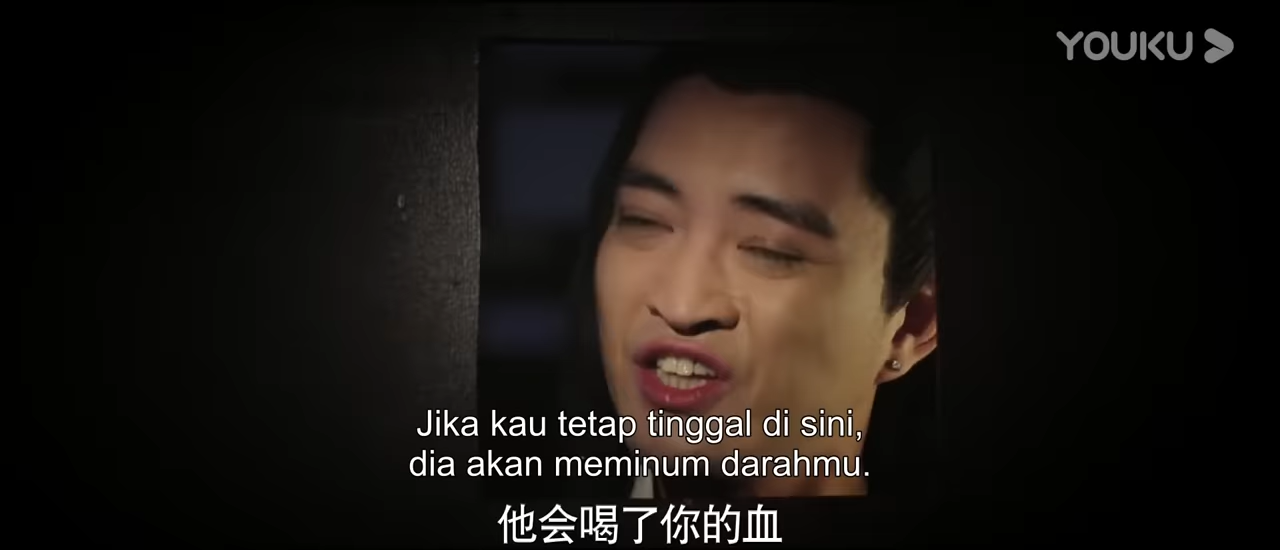 YOUKU
Jika kau tetap tinggal di sini,
dia akan meminum darahmu.
他会喝了你的血